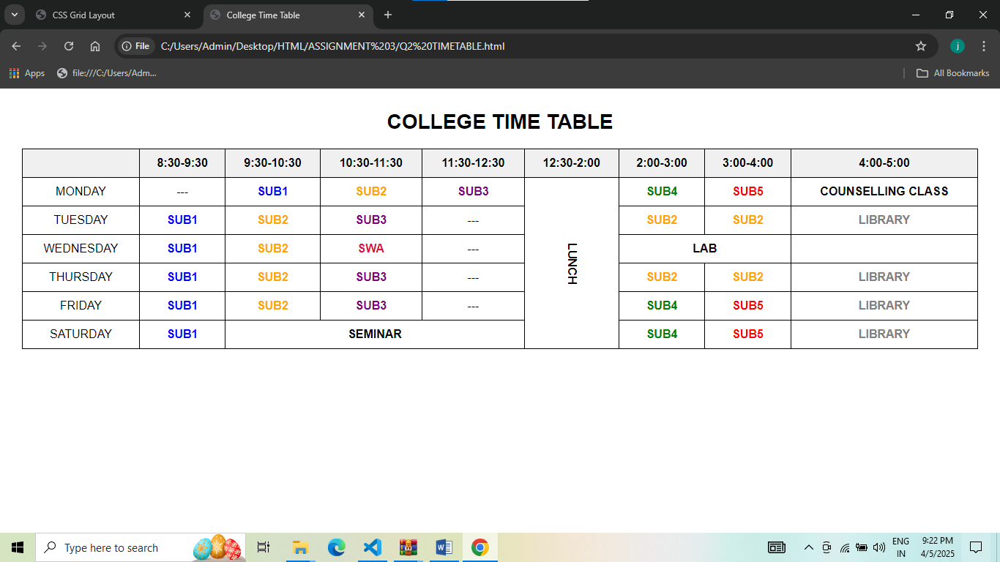 CSS Grid Layout
College Time Table
File C:/Users/Admin/Desktop/HTML/ASSIGNMENT%203/Q2%20TIMETABLE.html
j
Apps file:///C:/Users/Adm... All Bookmarks
COLLEGE TIME TABLE
8:30-9:30 9:30-10:30 10:30-11:30 11:30-12:30 12:30-2:00 2:00-3:00 3:00-4:00 4:00-5:00
MONDAY --- SUB1 SUB2 SUB3 SUB4 SUB5 COUNSELLING CLASS
TUESDAY SUB1 SUB2 SUB3 --- SUB2 SUB2 LIBRARY
WEDNESDAY SUB1 SUB2 SWA --- LAB
LUNCH
THURSDAY SUB1 SUB2 SUB3 --- SUB2 SUB2 LIBRARY
FRIDAY SUB1 SUB2 SUB3 --- SUB4 SUB5 LIBRARY
SATURDAY SUB1 SEMINAR SUB4 SUB5 LIBRARY
Type here to search
ENG
IN
9:22 PM
4/5/2025